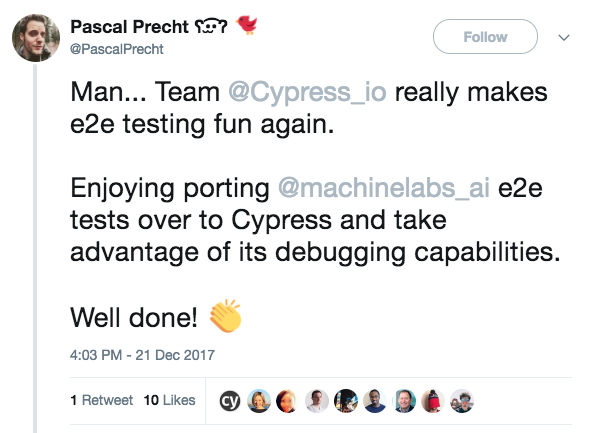 Pascal Precht ʕ•̫͡•ʔ 🐦
@PascalPrecht
Follow
Man... Team @Cypress_io really makes
e2e testing fun again.
Enjoying porting @machinelabs_ai e2e
tests over to Cypress and take
advantage of its debugging capabilities.
Well done! 👏
4:03 PM - 21 Dec 2017
1 Retweet 10 Likes
cy